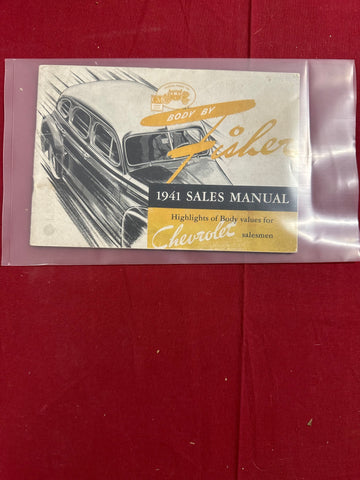 BODY BY
Fisher
1941 SALES MANUAL
Highlights of Body values for
Chevrolet salesmen